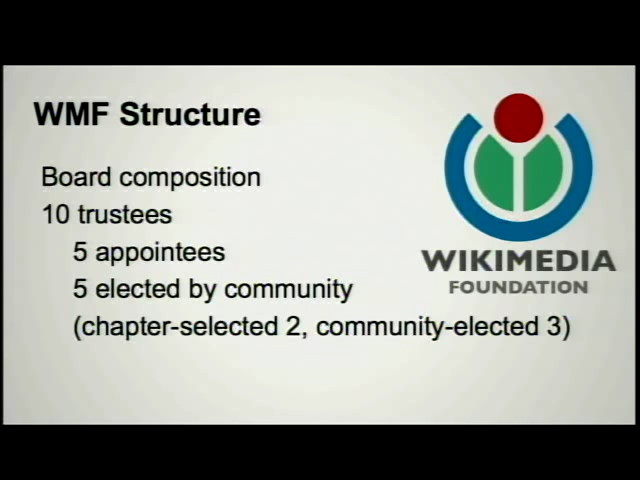 WMF Structure
Board composition
10 trustees
5 appointees
5 elected by community
(chapter-selected 2, community-elected 3)
WIKIMEDIA
FOUNDATION